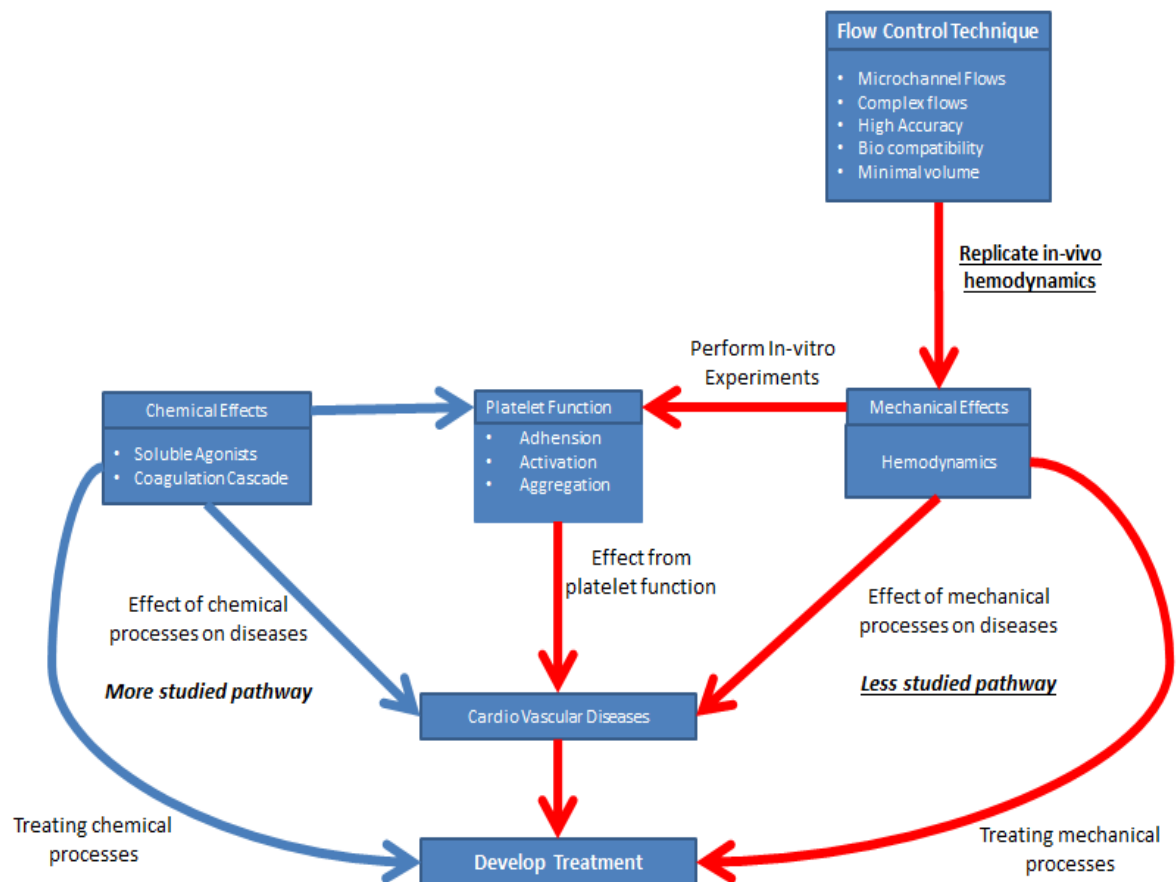 Flow Control Technique
• Microchannel Flows
• Complex flows
• High Accuracy
• Bio compatibility
• Minimal volume
Replicate in-vivo
hemodynamics
Perform In-vitro
Experiments
Chemical Effects
• Soluble Agonists
• Coagulation Cascade
Platelet Function
• Adhension
• Activation
• Aggregation
Mechanical Effects
Hemodynamics
Effect from
platelet function
Effect of chemical
processes on diseases
More studied pathway
Effect of mechanical
processes on diseases
Less studied pathway
Cardio Vascular Diseases
Treating chemical
processes
Develop Treatment
Treating mechanical
processes